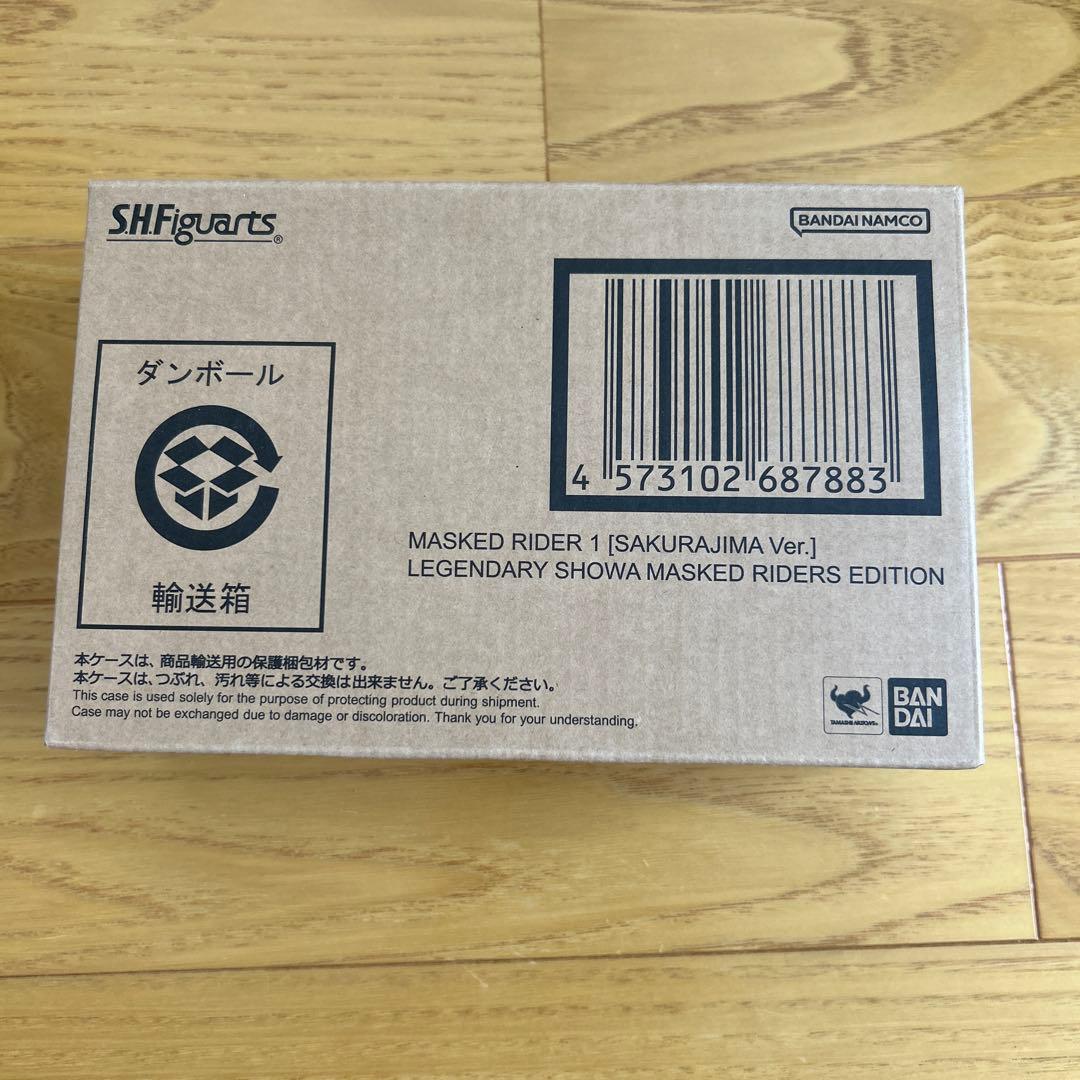 S.H.Figuarts®
BANDAI NAMCO
ダンボール
輸送箱
4 573102 687883
MASKED RIDER 1 [SAKURAJIMA Ver.]
LEGENDARY SHOWA MASKED RIDERS EDITION
本ケースは、商品輸送用の保護梱包材です。
本ケースは、つぶれ、汚れ等による交換は出来ません。ご了承ください。
This case is used solely for the purpose of protecting product during shipment.
Case may not be exchanged due to damage or discoloration. Thank you for your understanding.
TAMASHII NATIONS
BAN
DAI